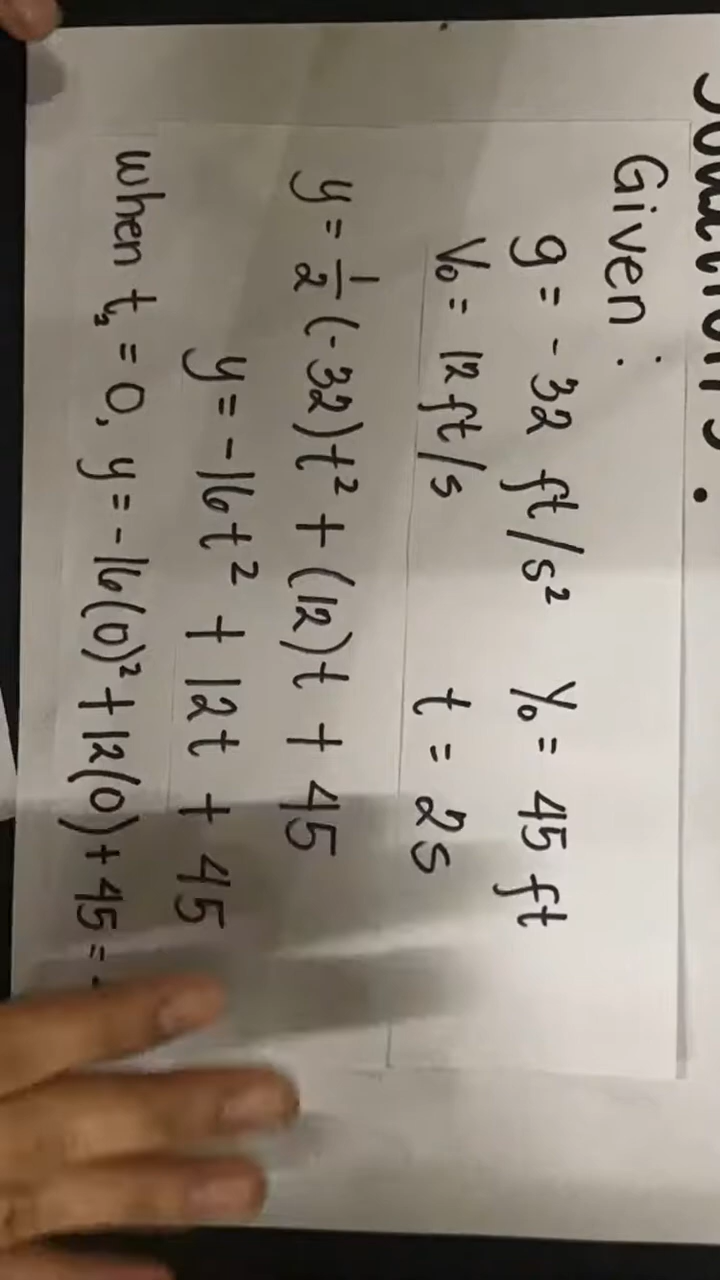 Given:
g = -32 ft/s² y₀ = 45 ft
V₀ = 12 ft/s t = 2s
y = 1/2 (-32)t² + (12)t + 45
y = -16t² + 12t + 45
when t₂ = 0, y = -16(0)² + 12(0) + 45 =